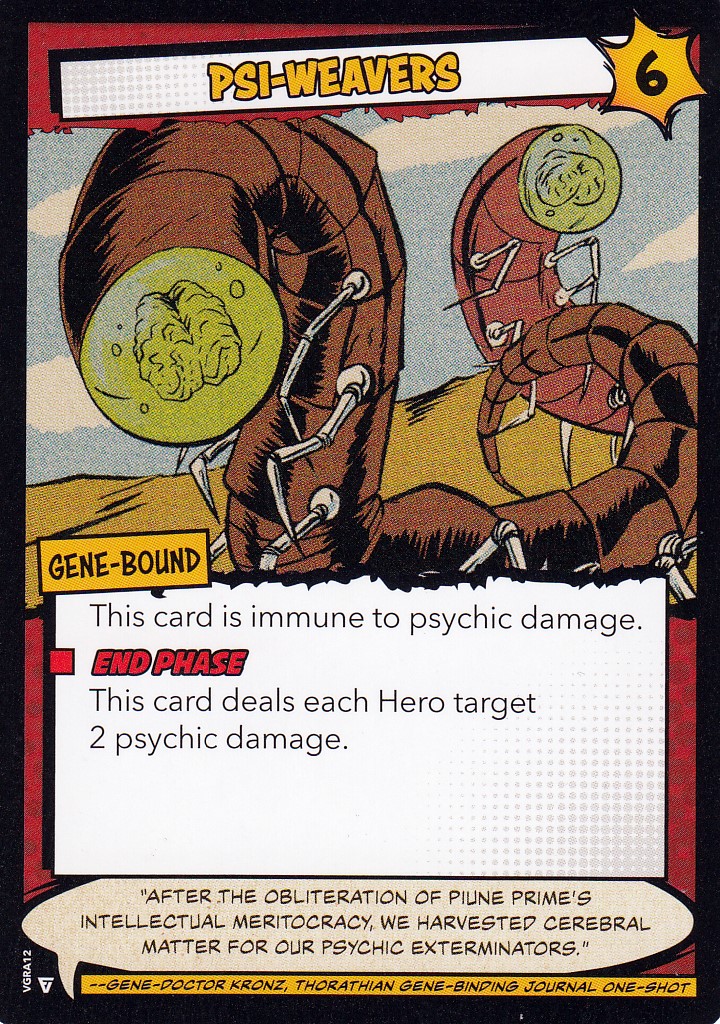 PSI-WEAVERS
6
GENE-BOUND
This card is immune to psychic damage.
END PHASE
This card deals each Hero target
2 psychic damage.
"AFTER THE OBLITERATION OF PIUNE PRIME'S
INTELLECTUAL MERITOCRACY, WE HARVESTED CEREBRAL
MATTER FOR OUR PSYCHIC EXTERMINATORS."
--GENE-DOCTOR KRONZ, THORATHIAN GENE-BINDING JOURNAL ONE-SHOT
VGRA12